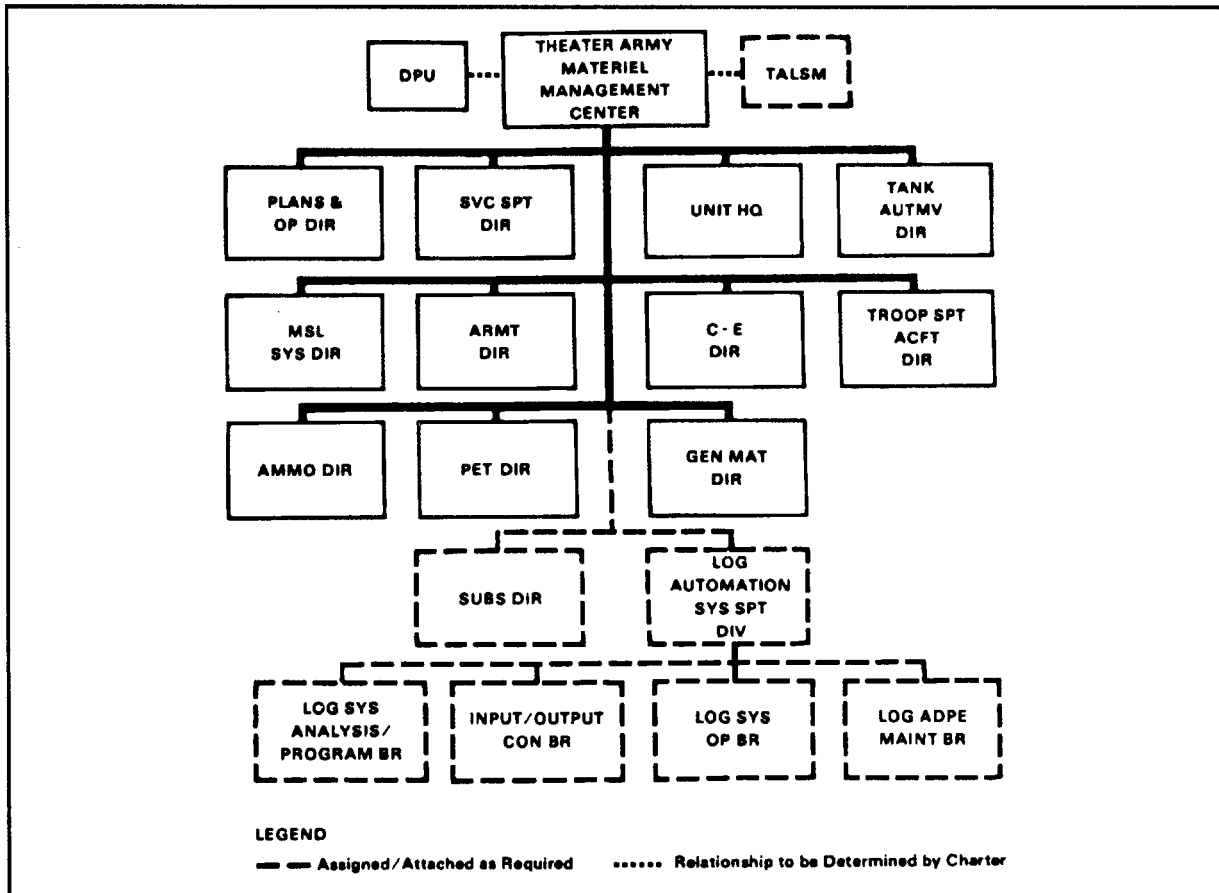 THEATER ARMY
MATERIEL
MANAGEMENT
CENTER
DPU
TALSM
PLANS &
OP DIR
SVC SPT
DIR
UNIT HQ
TANK
AUTMV
DIR
MSL
SYS DIR
ARMT
DIR
C - E
DIR
TROOP SPT
ACFT
DIR
AMMO DIR
PET DIR
GEN MAT
DIR
SUBS DIR
LOG
AUTOMATION
SYS SPT
DIV
LOG SYS
ANALYSIS/
PROGRAM BR
INPUT/OUTPUT
CON BR
LOG SYS
OP BR
LOG ADPE
MAINT BR
LEGEND
Assigned/Attached as Required
Relationship to be Determined by Charter